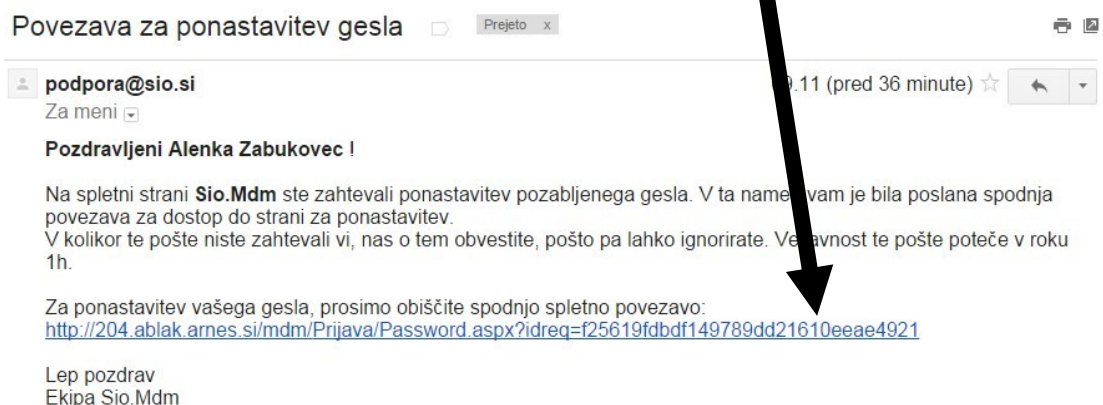 Povezava za ponastavitev gesla
Prejeto x
podpora@sio.si
.11 (pred 36 minute)
Za meni
Pozdravljeni Alenka Zabukovec !
Na spletni strani Sio.Mdm ste zahtevali ponastavitev pozabljenega gesla. V ta vam je bila poslana spodnja
povezava za dostop do strani za ponastavitev.
V kolikor te pošte niste zahtevali vi, nas o tem obvestite, pošto pa lahko ignorirate. te pošte poteče v roku
1h.
Za ponastavitev vašega gesla, prosimo obiščite spodnjo spletno povezavo:
http://204.ablak.arnes.si/mdm/Prijava/Password.aspx?idreq=f25619fdbdf149789dd21610eeae4921
Lep pozdrav
Ekipa Sio.Mdm